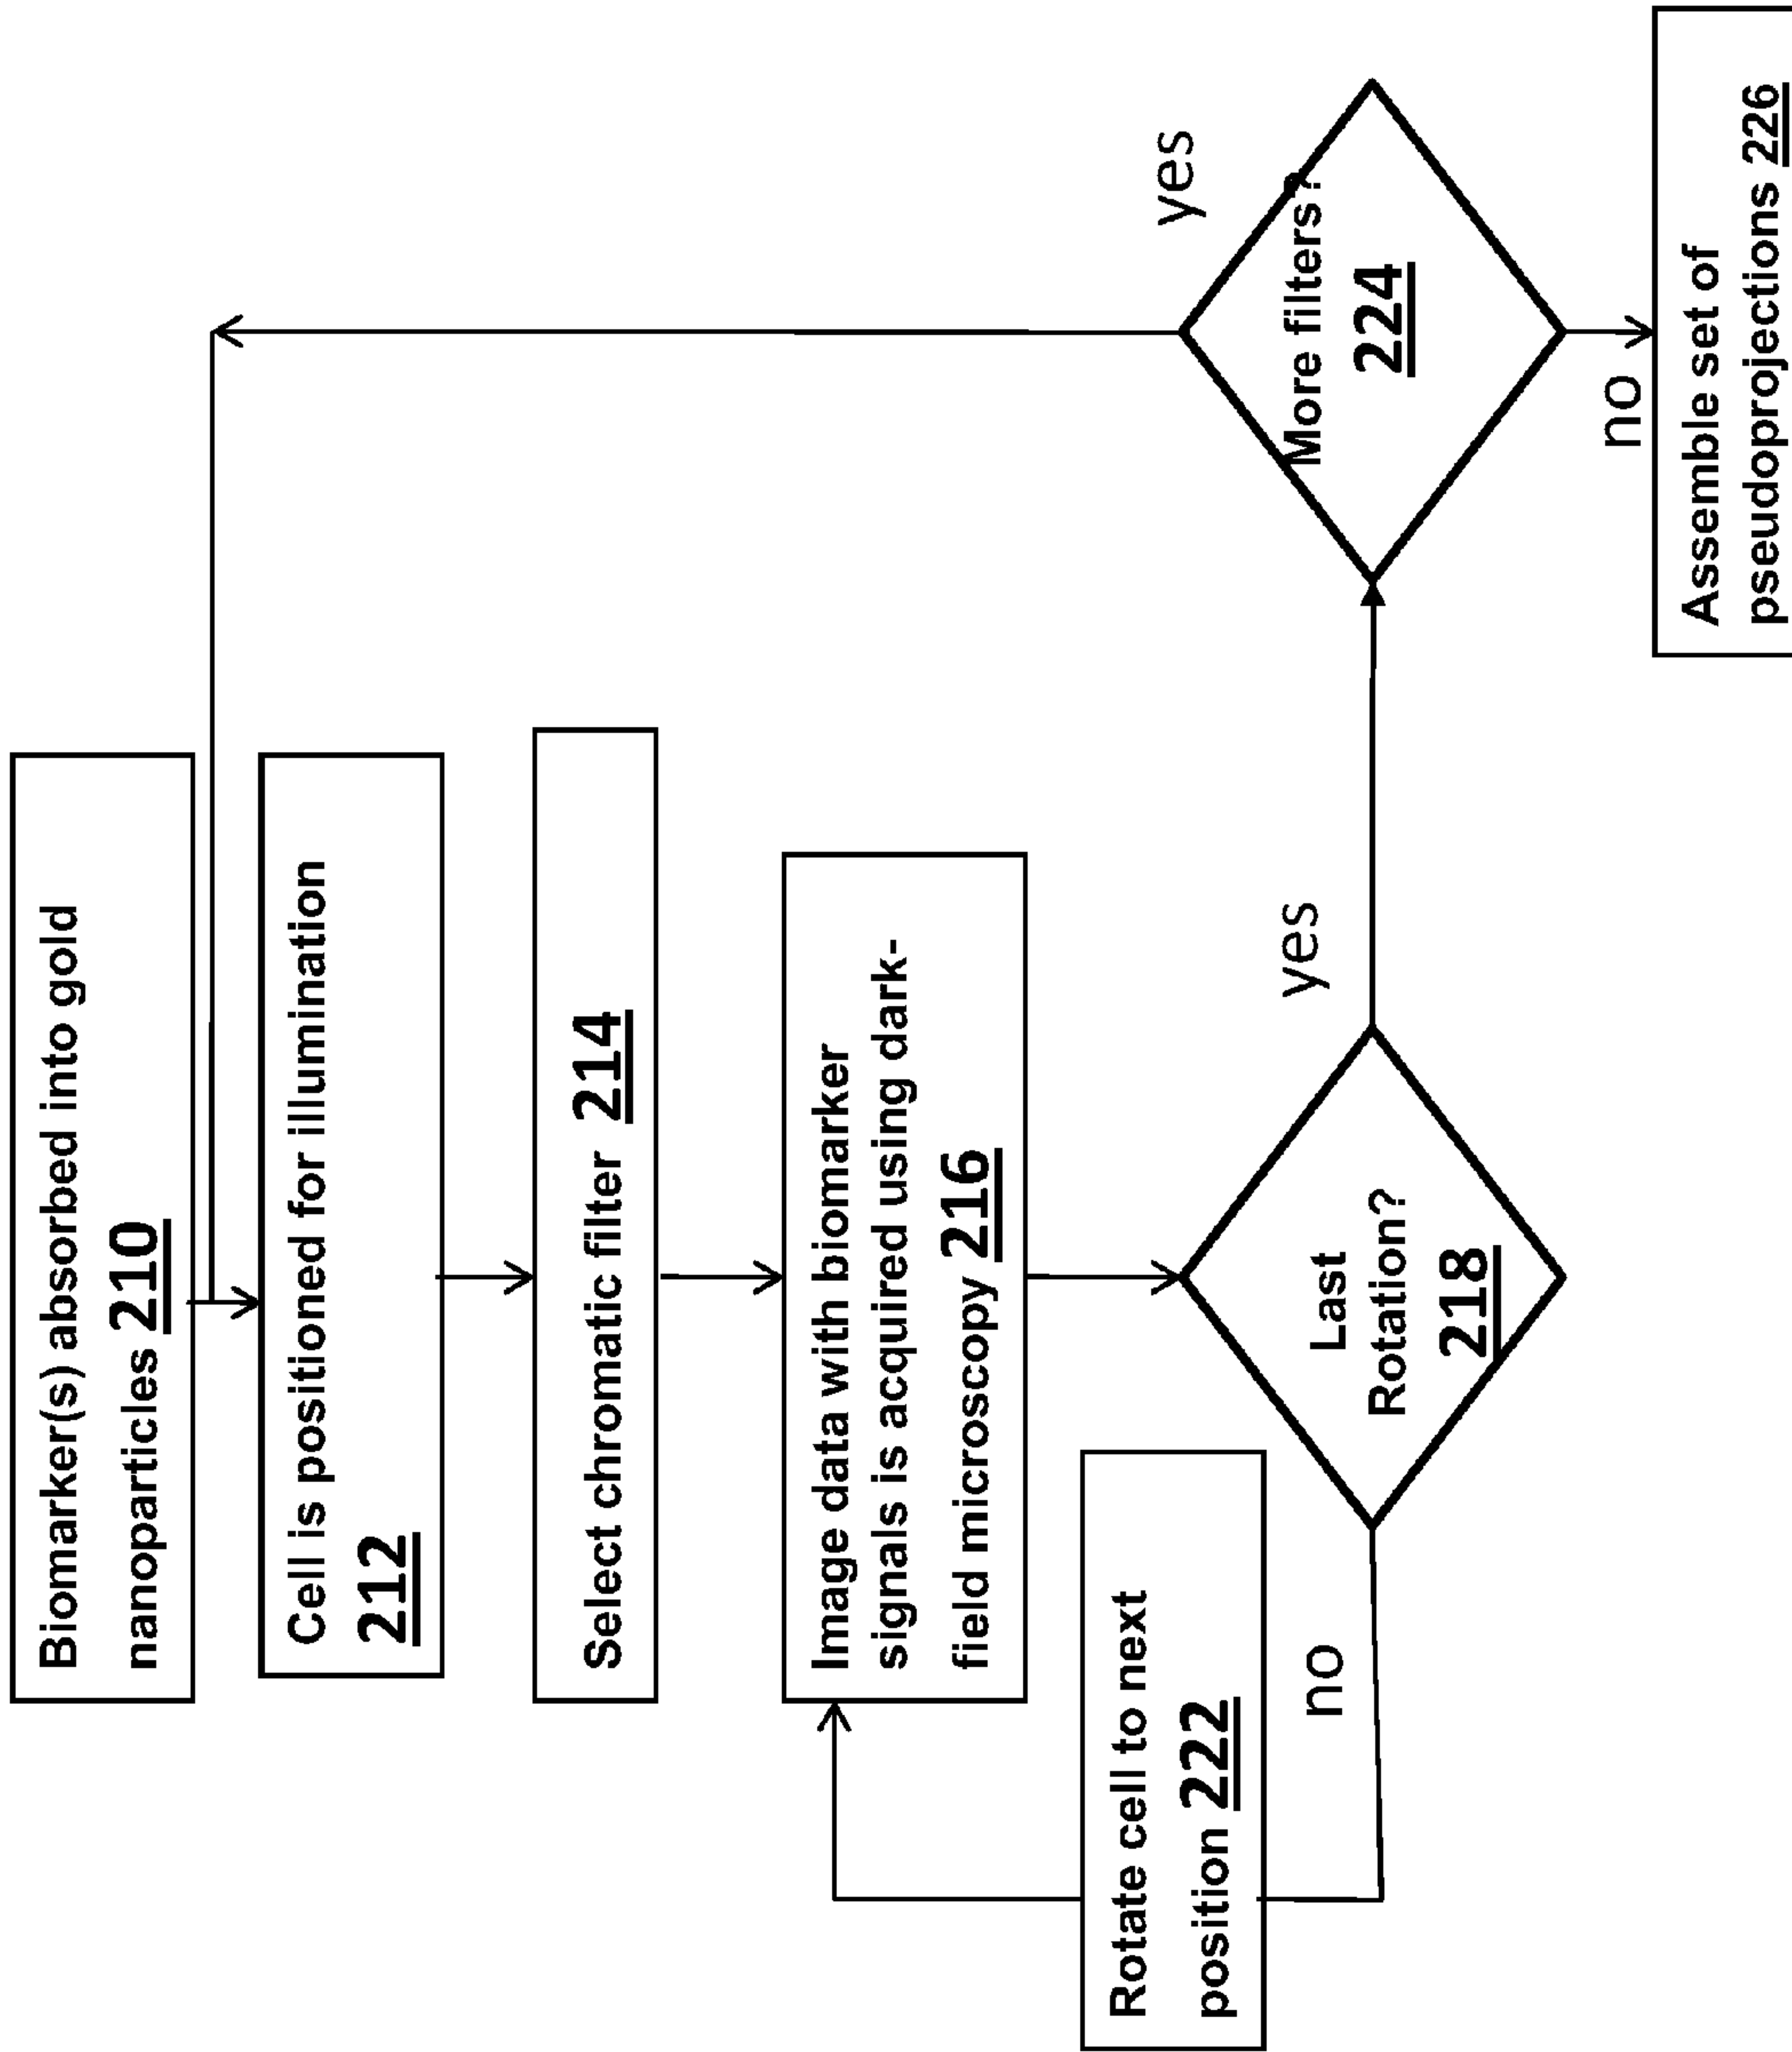 Biomarker(s) absorbed into gold
nanoparticles 210
Cell is positioned for illumination
212
Select chromatic filter 214
Image data with biomarker
signals is acquired using dark-
field microscopy 216
Last
Rotation?
218
no
Rotate cell to next
position 222
yes
More filters?
224
yes
no
Assemble set of
pseudoprojections 226